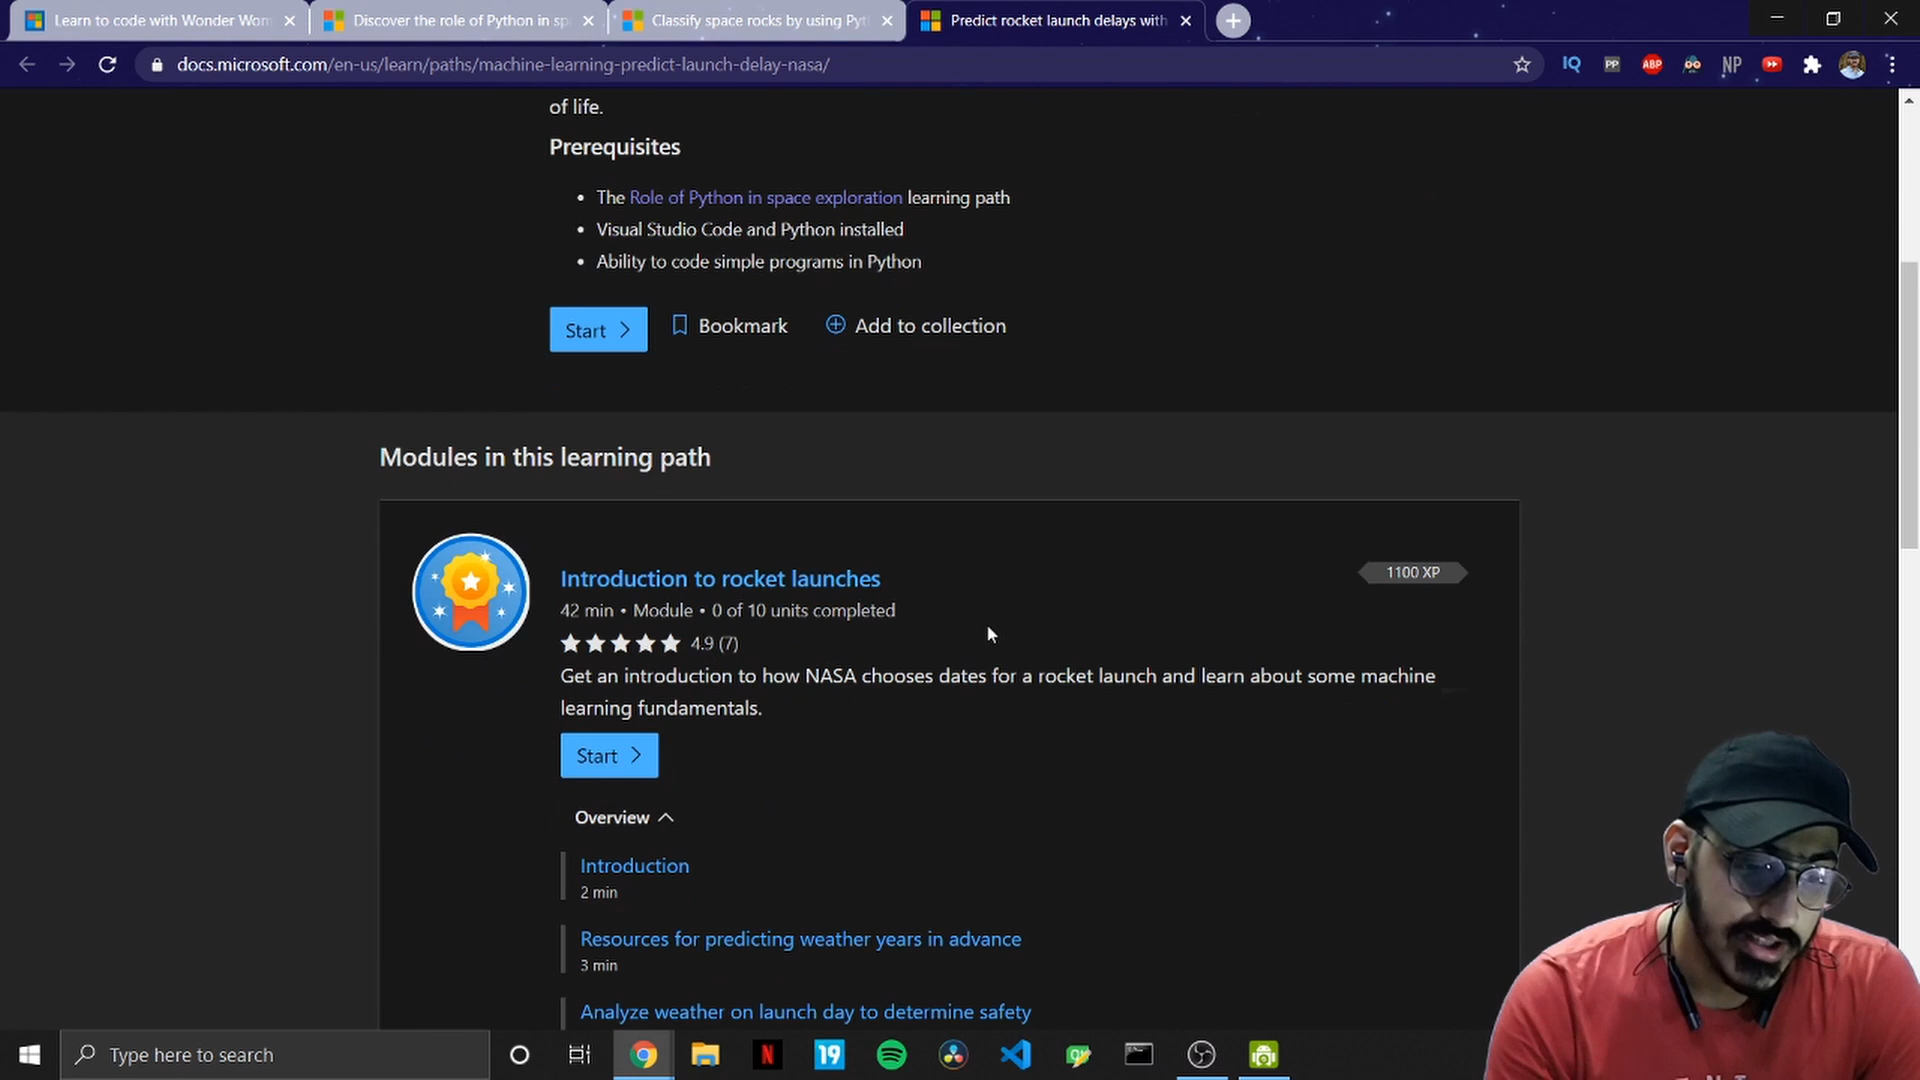 Learn to code with Wonder Wom
Discover the role of Python in sp
Classify space rocks by using Pyt
Predict rocket launch delays with
docs.microsoft.com/en-us/learn/paths/machine-learning-predict-launch-delay-nasa/
IQ
PP
ABP
NP
of life.
Prerequisites
• The Role of Python in space exploration learning path
• Visual Studio Code and Python installed
• Ability to code simple programs in Python
Start
Bookmark
Add to collection
Modules in this learning path
Introduction to rocket launches
1100 XP
42 min • Module • 0 of 10 units completed
4.9 (7)
Get an introduction to how NASA chooses dates for a rocket launch and learn about some machine
learning fundamentals.
Start
Overview
Introduction
2 min
Resources for predicting weather years in advance
3 min
Analyze weather on launch day to determine safety
Type here to search
N
19